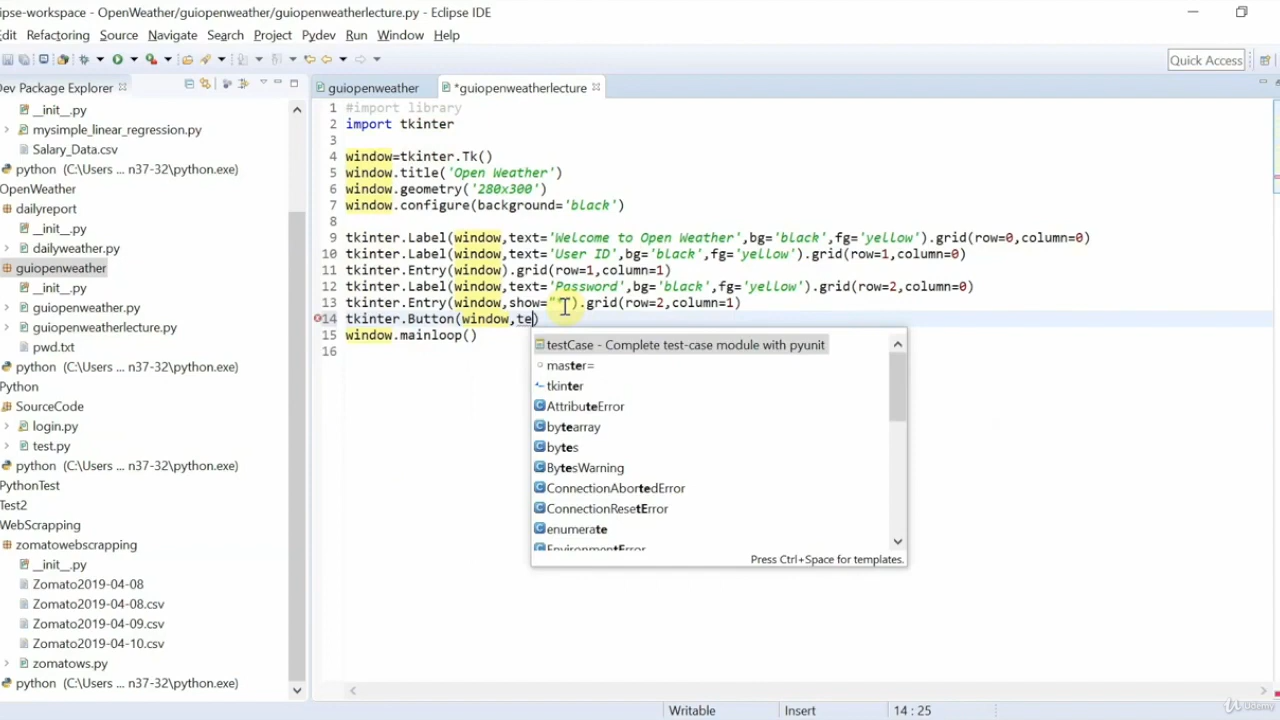 ipse-workspace - OpenWeather/guiopenweather/guiopenweatherlecture.py - Eclipse IDE
dit Refactoring Source Navigate Search Project Pydev Run Window Help
Quick Access
Dev Package Explorer
guiopenweather
*guiopenweatherlecture
__init__.py
mysimple_linear_regression.py
Salary_Data.csv
python (C:\Users ... n37-32\python.exe)
OpenWeather
dailyreport
__init__.py
dailyweather.py
guiopenweather
__init__.py
guiopenweather.py
guiopenweatherlecture.py
pwd.txt
python (C:\Users ... n37-32\python.exe)
Python
SourceCode
login.py
test.py
python (C:\Users ... n37-32\python.exe)
PythonTest
Test2
WebScrapping
zomatowebscrapping
__init__.py
Zomato2019-04-08
Zomato2019-04-08.csv
Zomato2019-04-09.csv
Zomato2019-04-10.csv
zomatows.py
python (C:\Users ... n37-32\python.exe)
1 #import library
2 import tkinter
3
4 window=tkinter.Tk()
5 window.title('Open Weather')
6 window.geometry('280x300')
7 window.configure(background='black')
8
9 tkinter.Label(window,text='Welcome to Open Weather',bg='black',fg='yellow').grid(row=0,column=0)
10 tkinter.Label(window,text='User ID',bg='black',fg='yellow').grid(row=1,column=0)
11 tkinter.Entry(window).grid(row=1,column=1)
12 tkinter.Label(window,text='Password',bg='black',fg='yellow').grid(row=2,column=0)
13 tkinter.Entry(window,show="*").grid(row=2,column=1)
14 tkinter.Button(window,te)
15 window.mainloop()
16
testCase - Complete test-case module with pyunit
master=
tkinter
AttributeError
bytearray
bytes
BytesWarning
ConnectionAbortedError
ConnectionResetError
enumerate
EnvironmentError
Press Ctrl+Space for templates.
Writable
Insert
14 : 25
Udemy